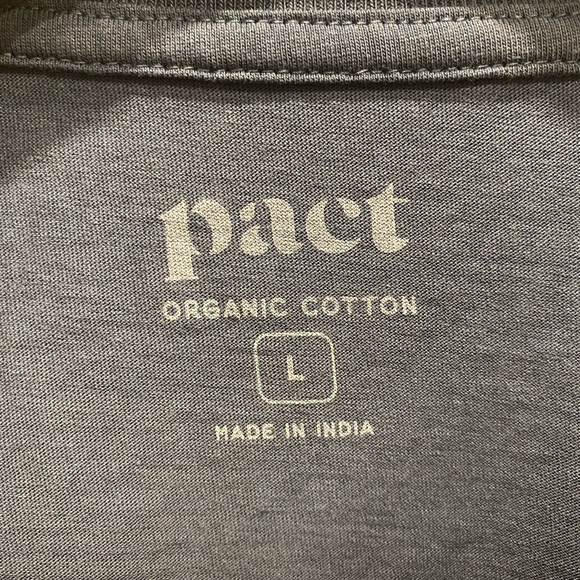 pact
ORGANIC COTTON
L
MADE IN INDIA